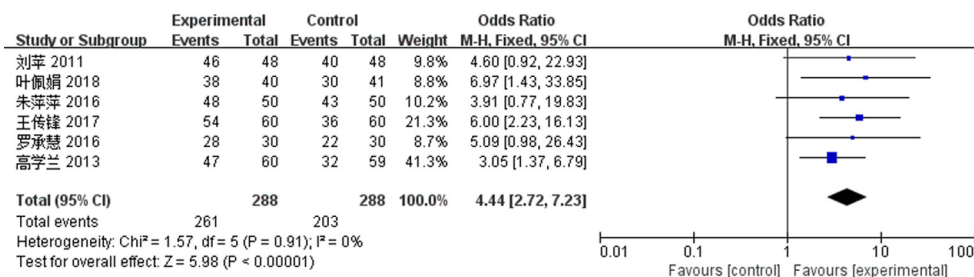 Experimental Control Odds Ratio Odds Ratio
Study or Subgroup Events Total Events Total Weight M-H, Fixed, 95% CI M-H, Fixed, 95% CI
刘苹 2011 46 48 40 48 9.8% 4.60 [0.92, 22.93]
叶佩娟 2018 38 40 30 41 8.8% 6.97 [1.43, 33.85]
朱萍萍 2016 48 50 43 50 10.2% 3.91 [0.77, 19.83]
王传锋 2017 54 60 36 60 21.3% 6.00 [2.23, 16.13]
罗承慧 2016 28 30 22 30 8.7% 5.09 [0.98, 26.43]
高学兰 2013 47 60 32 59 41.3% 3.05 [1.37, 6.79]
Total (95% CI) 288 288 100.0% 4.44 [2.72, 7.23]
Total events 261 203
Heterogeneity: Chi² = 1.57, df = 5 (P = 0.91); I² = 0%
Test for overall effect: Z = 5.98 (P < 0.00001)
0.01 0.1 1 10 100
Favours [control] Favours [experimental]